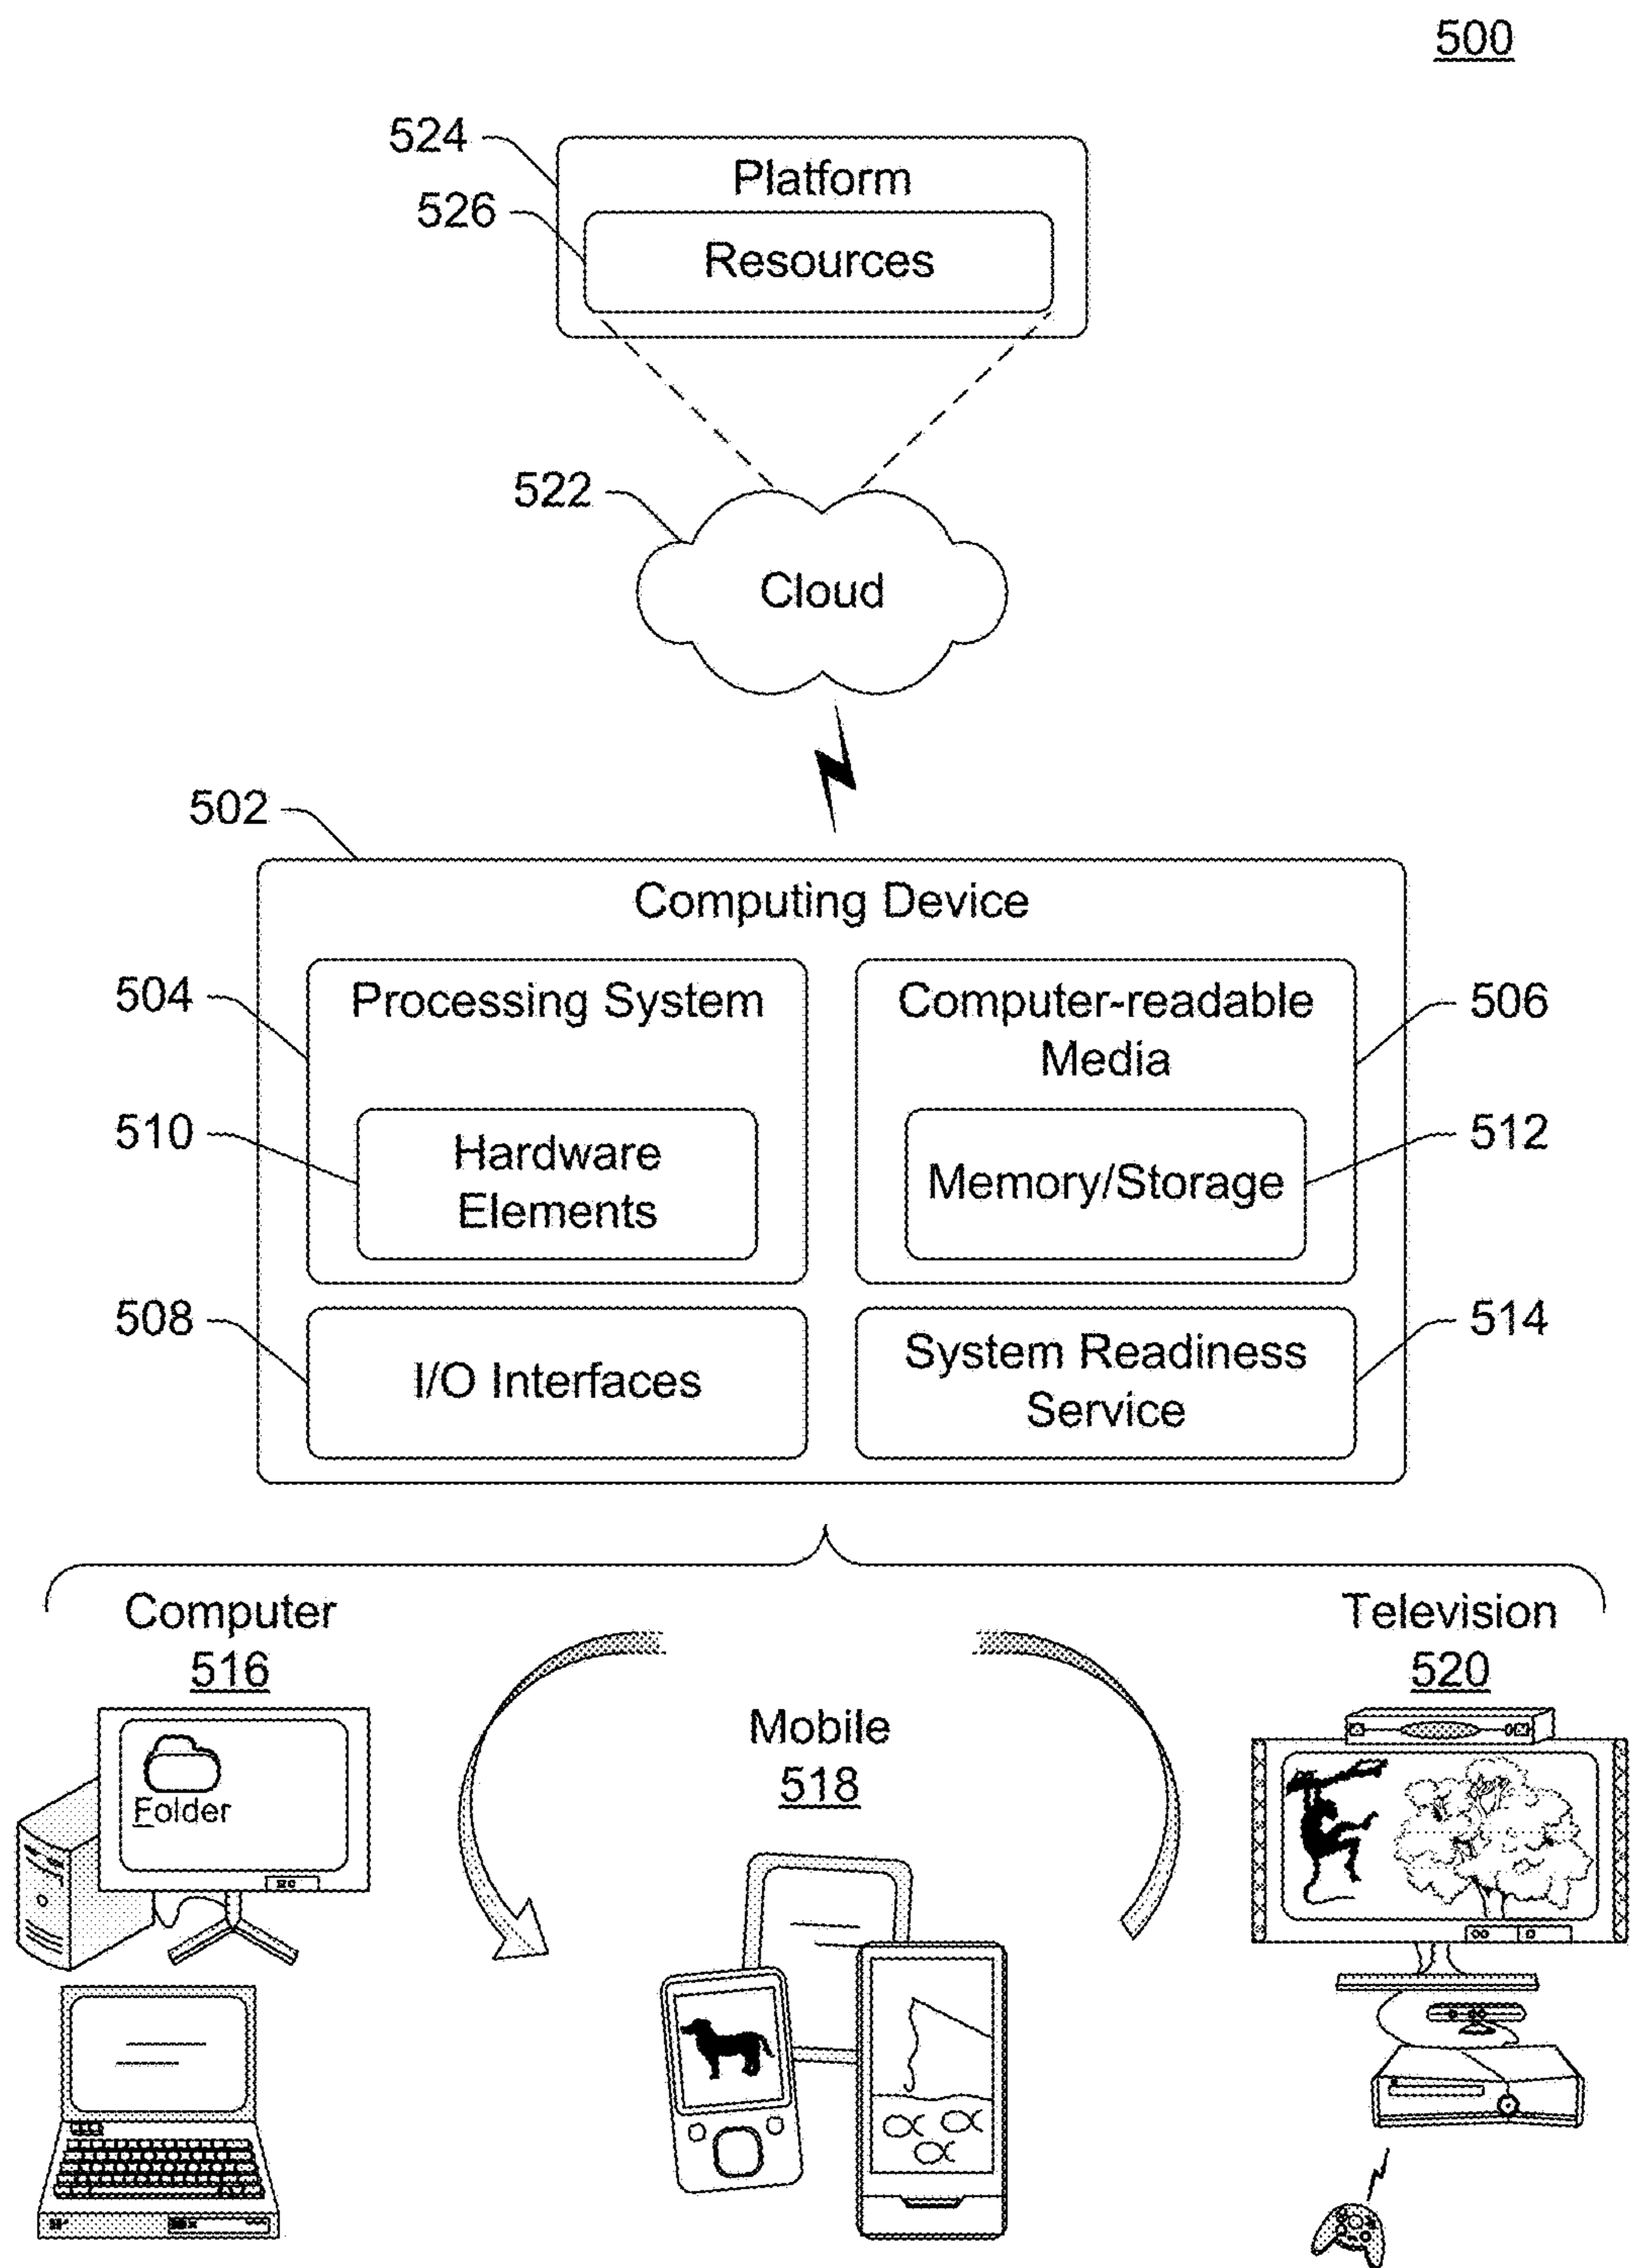 500
524
Platform
526
Resources
522
Cloud
502
Computing Device
504
Processing System
Computer-readable
Media
506
510
Hardware
Elements
Memory/Storage
512
508
I/O Interfaces
System Readiness
Service
514
Computer
516
Folder
Mobile
518
Television
520